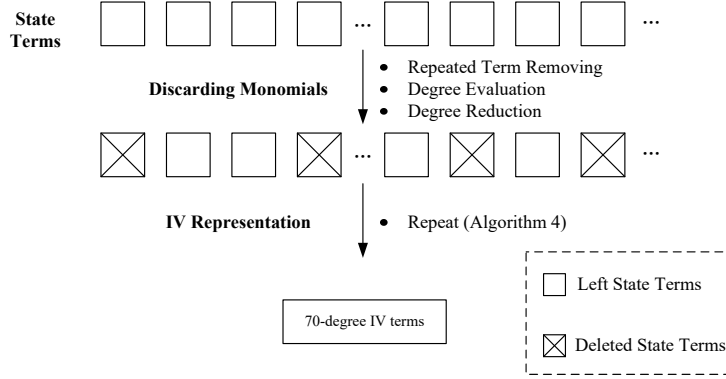 State
Terms
...
...
Discarding Monomials
• Repeated Term Removing
• Degree Evaluation
• Degree Reduction
...
...
IV Representation
• Repeat (Algorithm 4)
70-degree IV terms
Left State Terms
Deleted State Terms